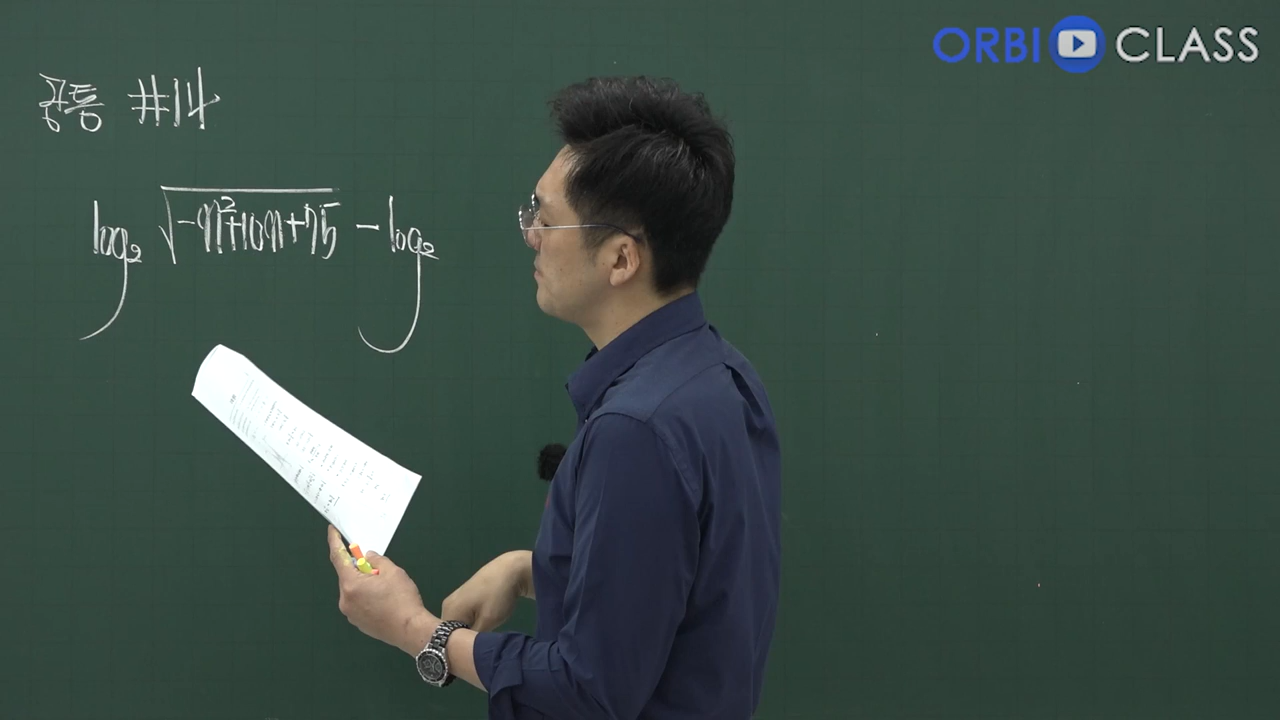 ORBI CLASS
공통 #14
log₂ √(-n²+10n+75) - log₂